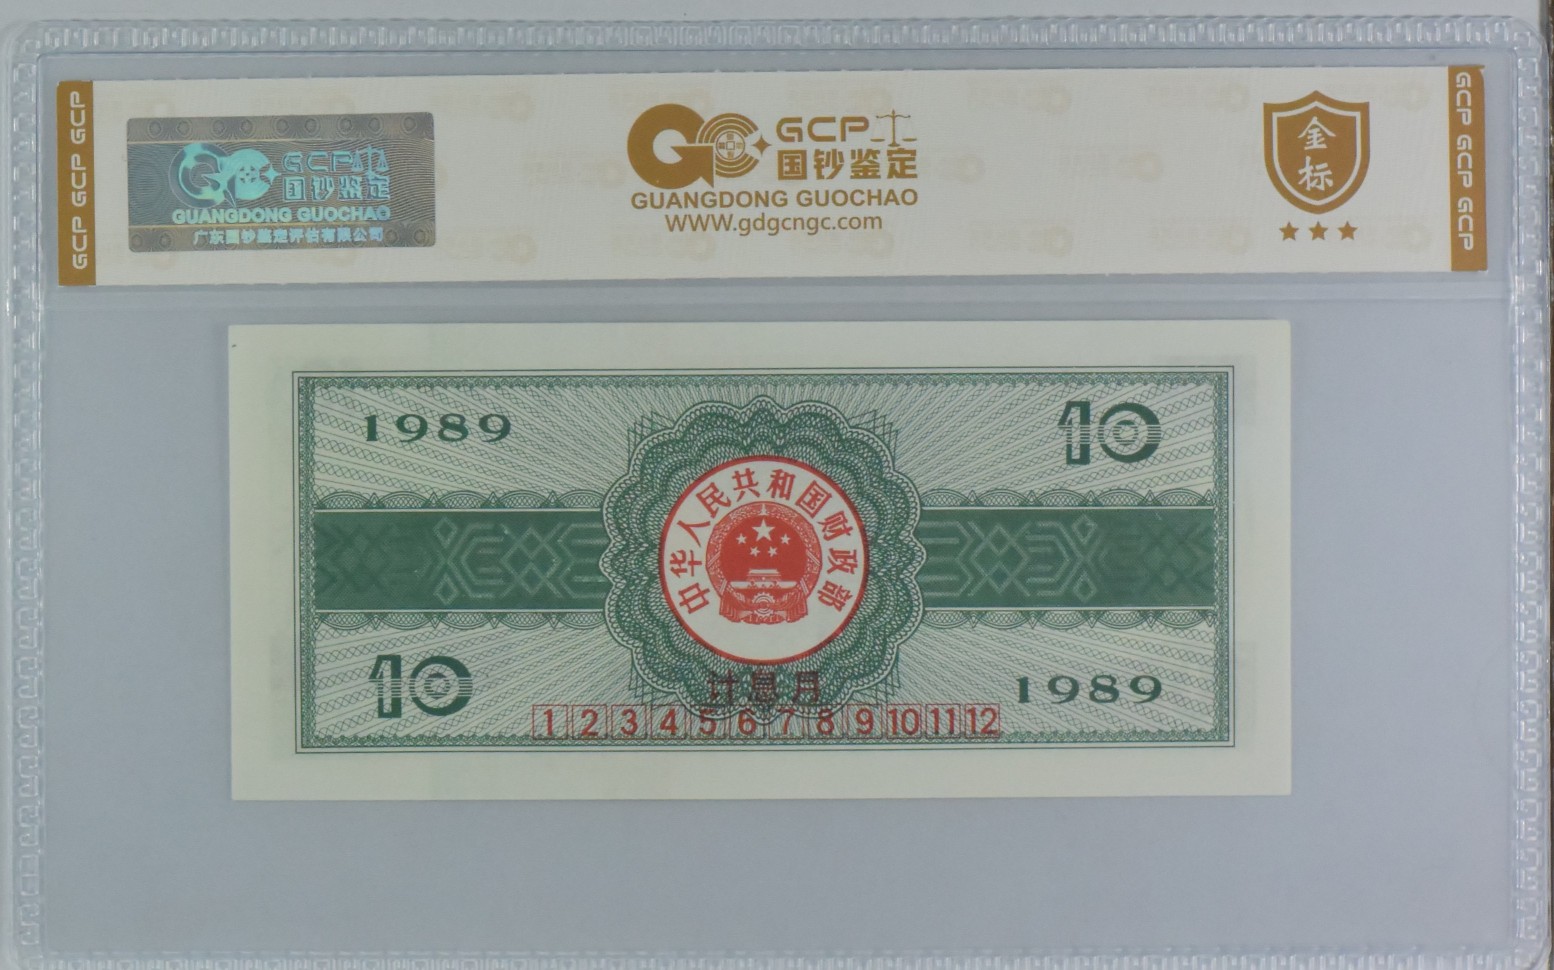 GCP GCP GCP
GCP 国钞鉴定
GUANGDONG GUOCHAO
广东国钞鉴定评估有限公司
GCP
国钞鉴定
GUANGDONG GUOCHAO
WWW.gdgcngc.com
金标
GCP GCP GCP
1989
10
中华人民共和国财政部
10
1989
计息月
1 2 3 4 5 6 7 8 9 10 11 12